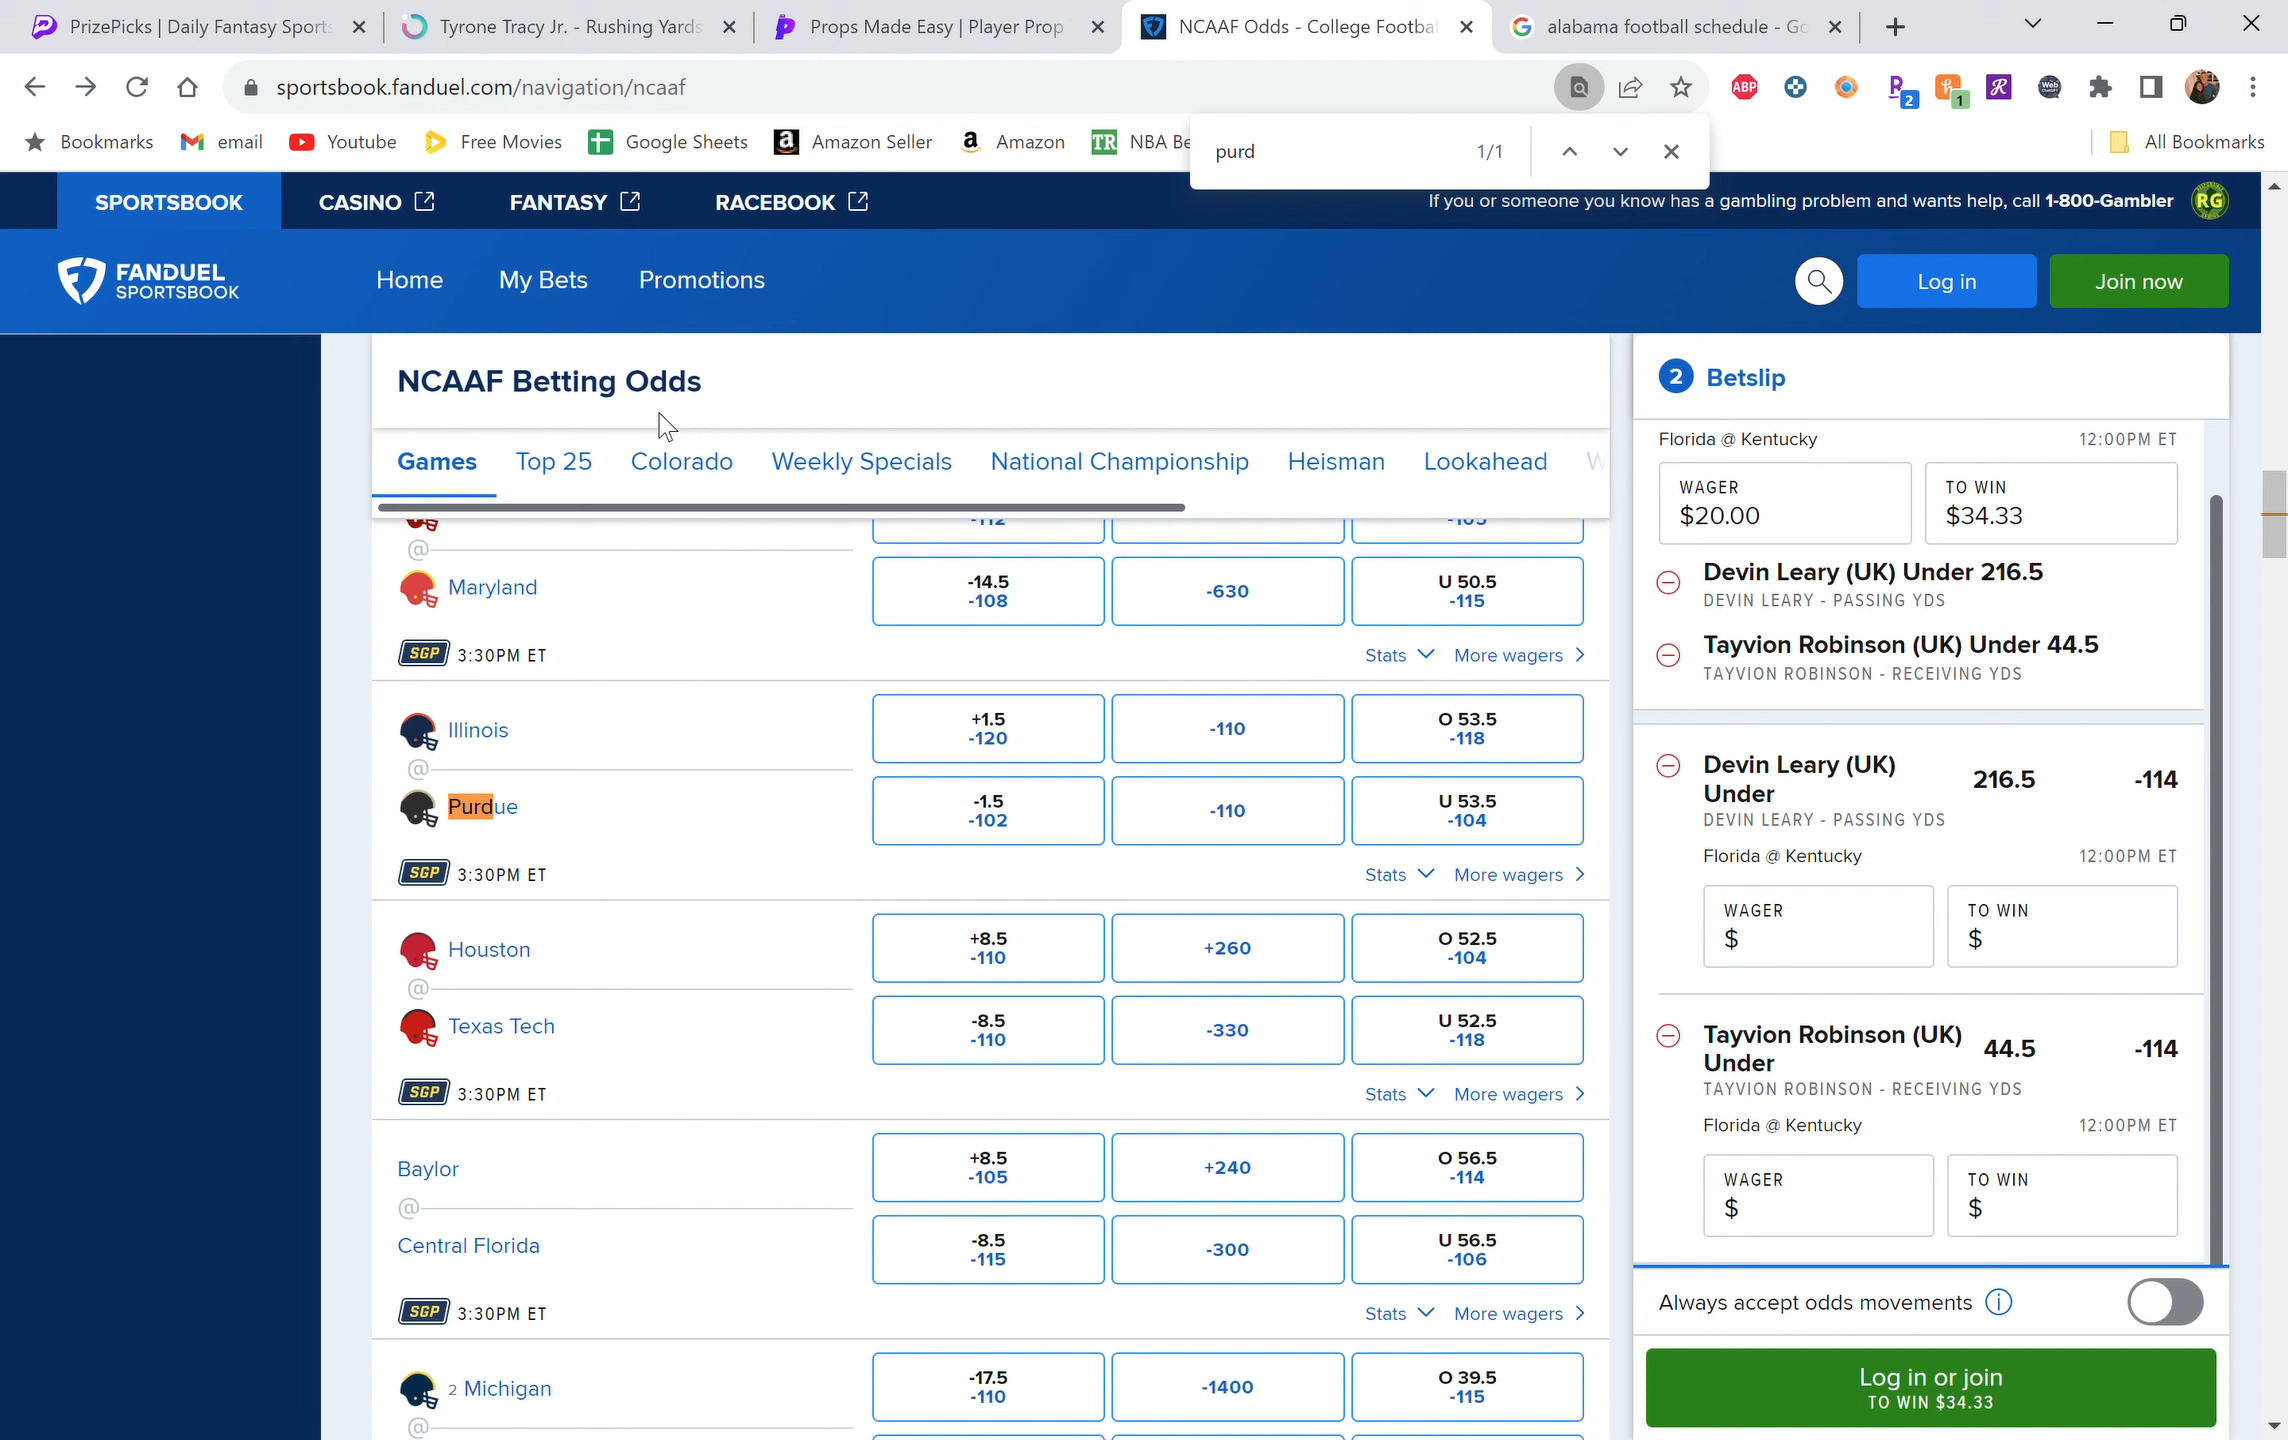 PrizePicks | Daily Fantasy Sports
Tyrone Tracy Jr. - Rushing Yards
Props Made Easy | Player Prop
NCAAF Odds - College Footbal
alabama football schedule - Go
sportsbook.fanduel.com/navigation/ncaaf
ABP
2
1
Web
Bookmarks
email
Youtube
Free Movies
Google Sheets
Amazon Seller
Amazon
TR NBA Be
All Bookmarks
purd
1/1
SPORTSBOOK
CASINO
FANTASY
RACEBOOK
If you or someone you know has a gambling problem and wants help, call 1-800-Gambler
RG
FANDUEL
SPORTSBOOK
Home
My Bets
Promotions
Log in
Join now
NCAAF Betting Odds
Games
Top 25
Colorado
Weekly Specials
National Championship
Heisman
Lookahead
W
-112
-105
@
Maryland
-14.5
-108
-630
U 50.5
-115
SGP 3:30PM ET
Stats
More wagers
Illinois
+1.5
-120
-110
O 53.5
-118
@
Purdue
-1.5
-102
-110
U 53.5
-104
SGP 3:30PM ET
Stats
More wagers
Houston
+8.5
-110
+260
O 52.5
-104
@
Texas Tech
-8.5
-110
-330
U 52.5
-118
SGP 3:30PM ET
Stats
More wagers
Baylor
+8.5
-105
+240
O 56.5
-114
@
Central Florida
-8.5
-115
-300
U 56.5
-106
SGP 3:30PM ET
Stats
More wagers
2 Michigan
-17.5
-110
-1400
O 39.5
-115
@
2 Betslip
Florida @ Kentucky
12:00PM ET
WAGER
$20.00
TO WIN
$34.33
Devin Leary (UK) Under 216.5
DEVIN LEARY - PASSING YDS
Tayvion Robinson (UK) Under 44.5
TAYVION ROBINSON - RECEIVING YDS
Devin Leary (UK)
Under
216.5
-114
DEVIN LEARY - PASSING YDS
Florida @ Kentucky
12:00PM ET
WAGER
$
TO WIN
$
Tayvion Robinson (UK)
Under
44.5
-114
TAYVION ROBINSON - RECEIVING YDS
Florida @ Kentucky
12:00PM ET
WAGER
$
TO WIN
$
Always accept odds movements
Log in or join
TO WIN $34.33